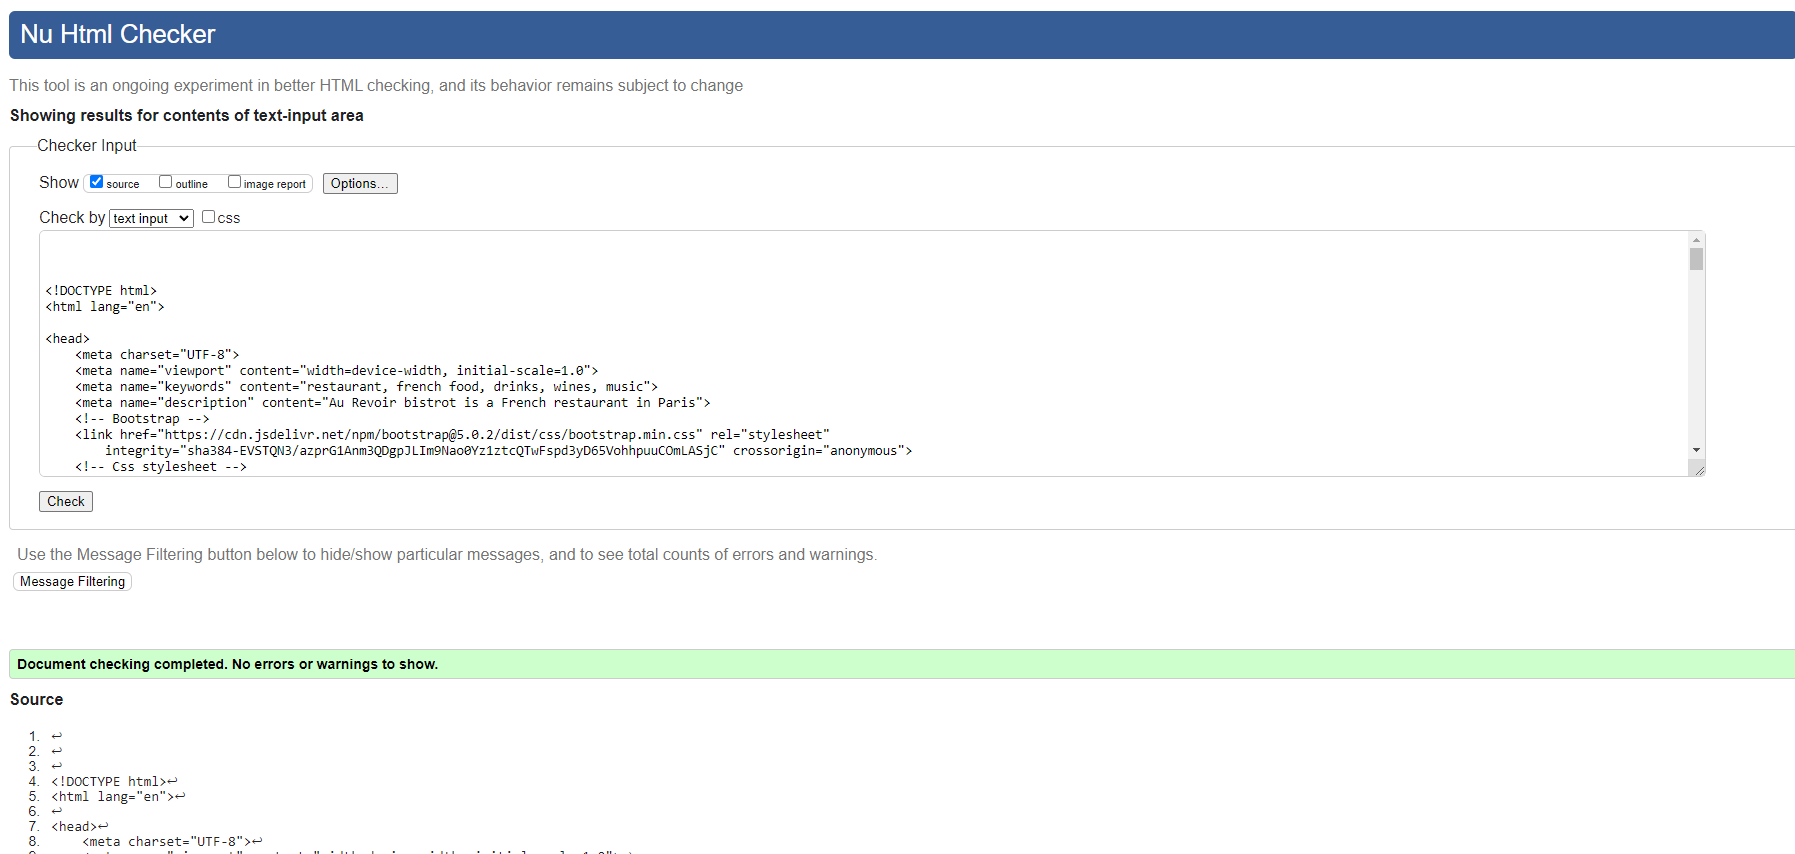 Nu Html Checker
This tool is an ongoing experiment in better HTML checking, and its behavior remains subject to change
Showing results for contents of text-input area
Checker Input
Show source outline image report Options...
Check by text input css
<!DOCTYPE html>
<html lang="en">
<head>
<meta charset="UTF-8">
<meta name="viewport" content="width=device-width, initial-scale=1.0">
<meta name="keywords" content="restaurant, french food, drinks, wines, music">
<meta name="description" content="Au Revoir bistrot is a French restaurant in Paris">
<!-- Bootstrap -->
<link href="https://cdn.jsdelivr.net/npm/bootstrap@5.0.2/dist/css/bootstrap.min.css" rel="stylesheet"
integrity="sha384-EVSTQN3/azprG1Anm3QDgpJLIm9Nao0Yz1ztcQTwFspd3yD65VohhpuuCOmLASjC" crossorigin="anonymous">
<!-- Css stylesheet -->
Check
Use the Message Filtering button below to hide/show particular messages, and to see total counts of errors and warnings.
Message Filtering
Document checking completed. No errors or warnings to show.
Source
1. ↩
2. ↩
3. ↩
4. <!DOCTYPE html>↩
5. <html lang="en">↩
6. ↩
7. <head>↩
8. <meta charset="UTF-8">↩